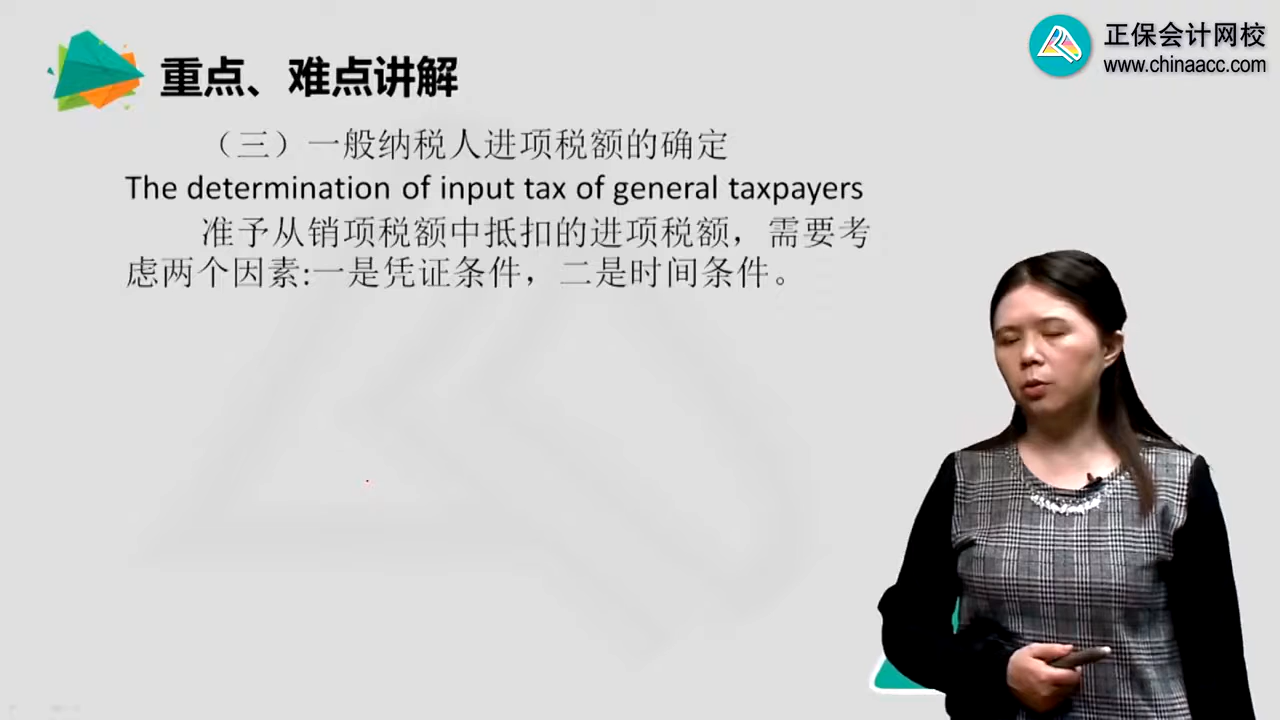 正保会计网校
www.chinaacc.com
重点、难点讲解
（三）一般纳税人进项税额的确定
The determination of input tax of general taxpayers
准予从销项税额中抵扣的进项税额，需要考
虑两个因素:一是凭证条件，二是时间条件。